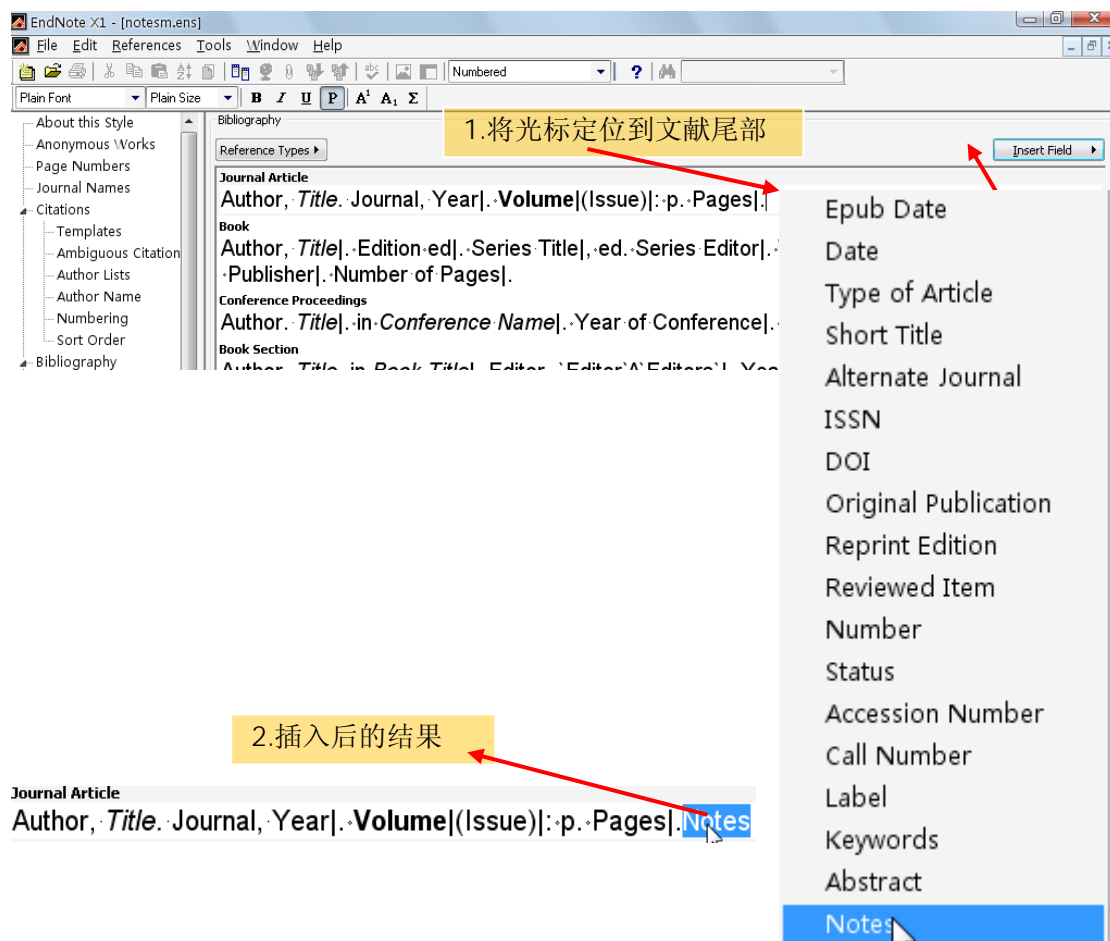 EndNote X1 - [notesm.ens]
File Edit References Tools Window Help
Numbered
Plain Font Plain Size B I U P A¹ A₁ Σ
About this Style
Anonymous Works
Page Numbers
Journal Names
Citations
Templates
Ambiguous Citation
Author Lists
Author Name
Numbering
Sort Order
Bibliography
Bibliography
1.将光标定位到文献尾部
Reference Types
Insert Field
Journal Article
Author,·Title.·Journal,·Year|.·Volume|(Issue)|:·p.·Pages|.
Book
Author,·Title|.·Edition·ed|.·Series·Title|,·ed.·Series·Editor|.·
·Publisher|.·Number·of·Pages|.
Conference Proceedings
Author.·Title|.·in·Conference·Name|.·Year·of·Conference|.·
Book Section
Epub Date
Date
Type of Article
Short Title
Alternate Journal
ISSN
DOI
Original Publication
Reprint Edition
Reviewed Item
Number
Status
Accession Number
Call Number
Label
Keywords
Abstract
Notes
2.插入后的结果
Journal Article
Author,·Title.·Journal,·Year|.·Volume|(Issue)|:·p.·Pages|.Notes